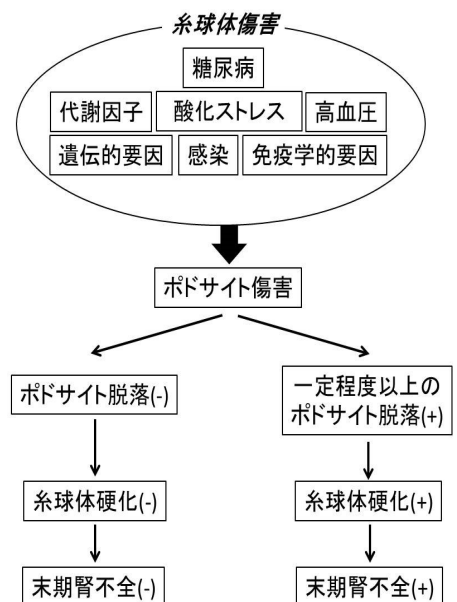 糸球体傷害
糖尿病
代謝因子 酸化ストレス 高血圧
遺伝的要因 感染 免疫学的要因
ポドサイト傷害
ポドサイト脱落(-)
一定程度以上の
ポドサイト脱落(+)
糸球体硬化(-) 糸球体硬化(+)
末期腎不全(-) 末期腎不全(+)